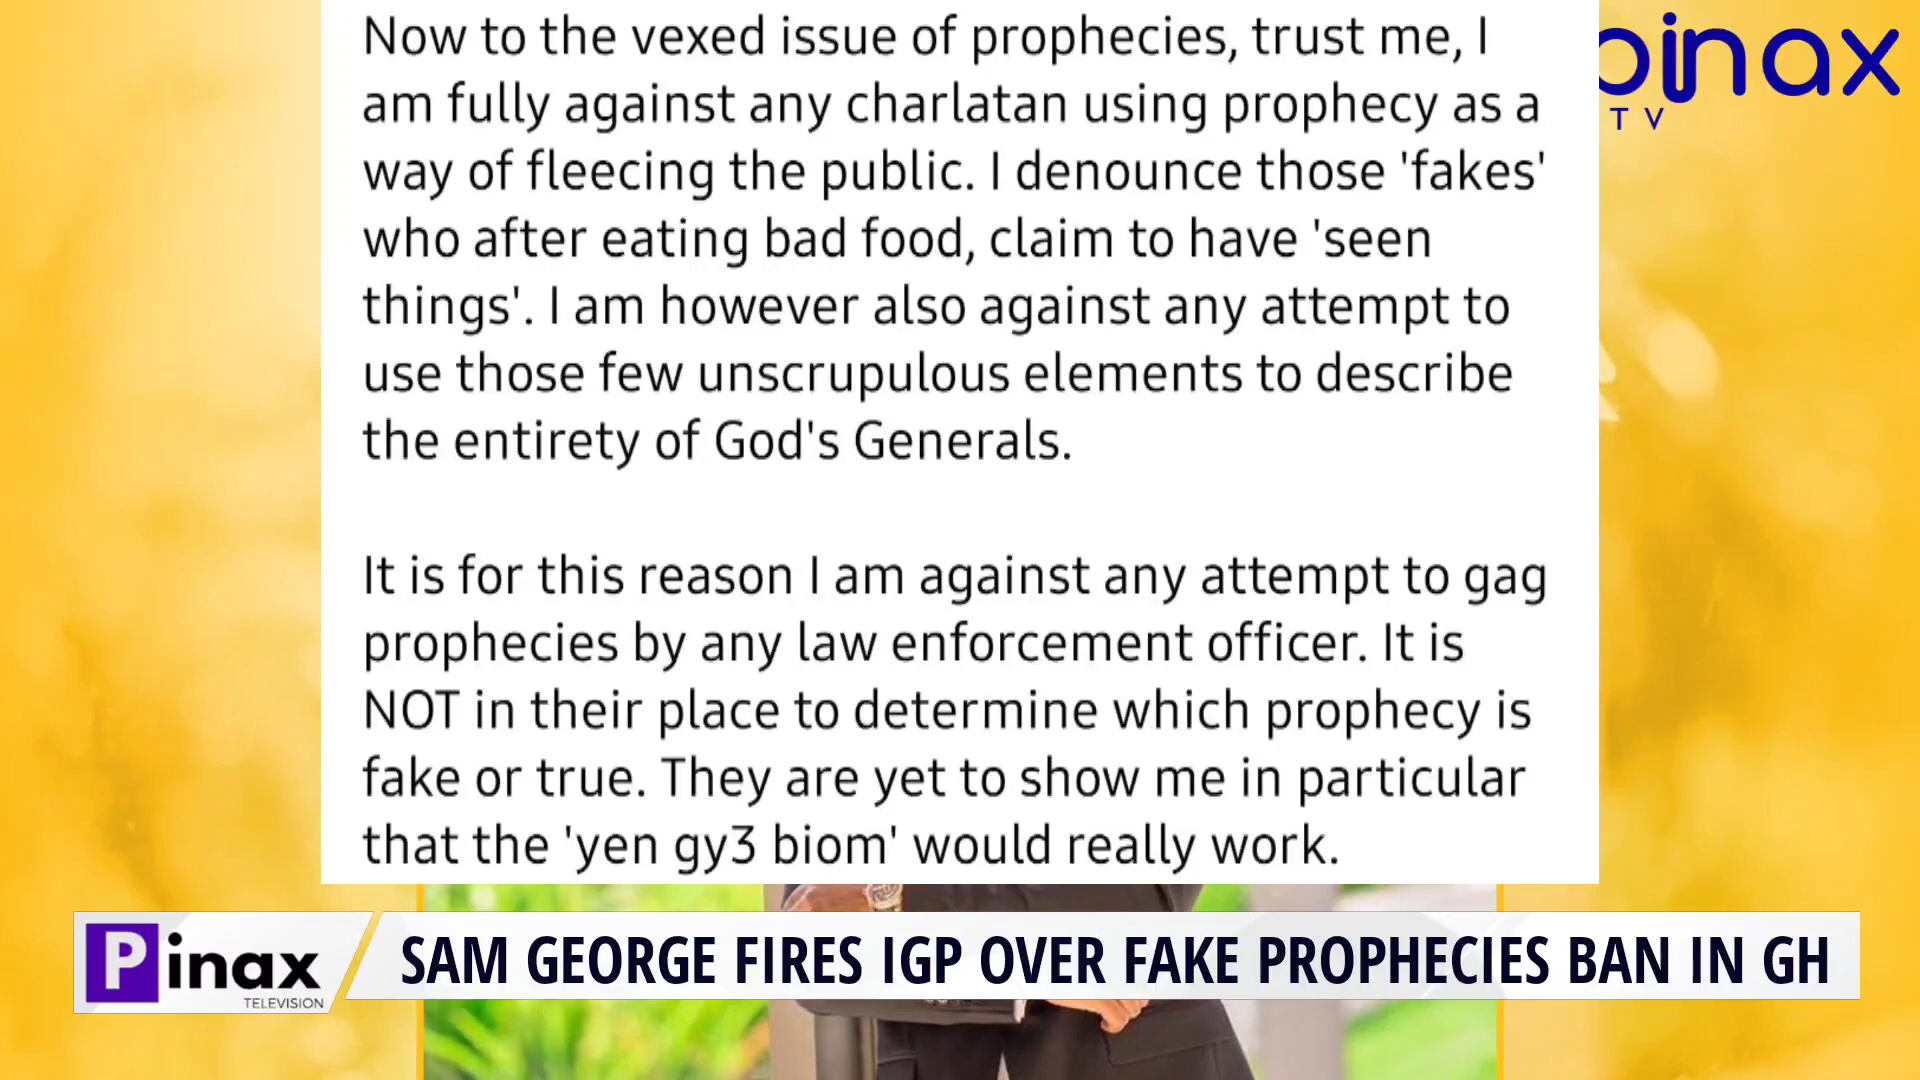 Now to the vexed issue of prophecies, trust me, I
am fully against any charlatan using prophecy as a
way of fleecing the public. I denounce those 'fakes'
who after eating bad food, claim to have 'seen
things'. I am however also against any attempt to
use those few unscrupulous elements to describe
the entirety of God's Generals.
It is for this reason I am against any attempt to gag
prophecies by any law enforcement officer. It is
NOT in their place to determine which prophecy is
fake or true. They are yet to show me in particular
that the 'yen gy3 biom' would really work.
pinax
TV
Pinax
TELEVISION
SAM GEORGE FIRES IGP OVER FAKE PROPHECIES BAN IN GH